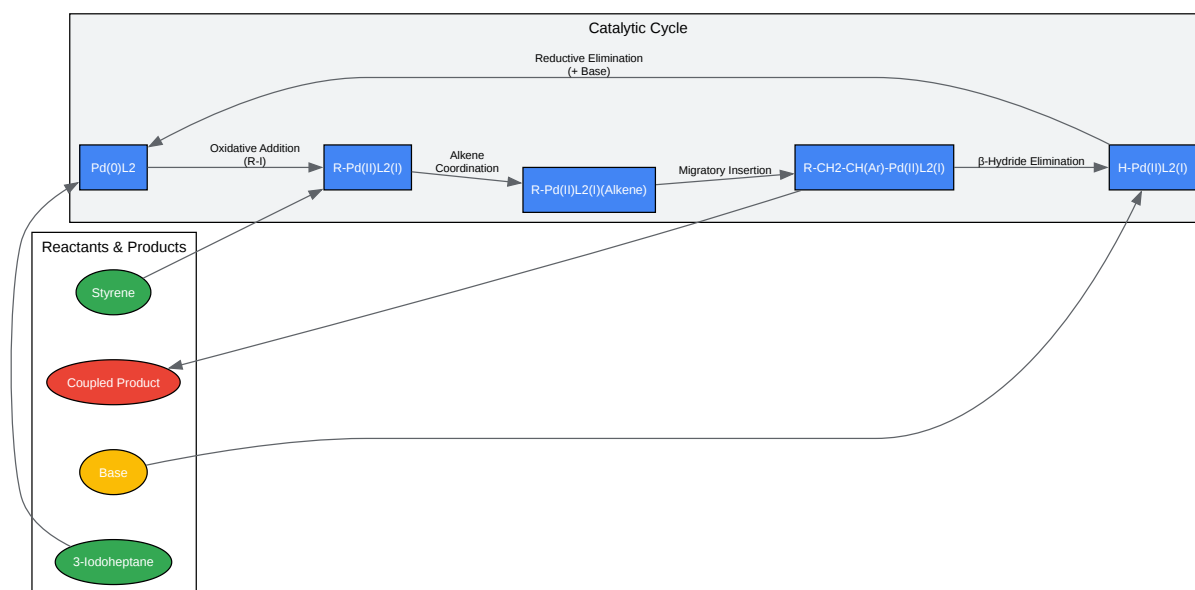 Catalytic Cycle
Reductive Elimination
(+ Base)
Pd(0)L2
Oxidative Addition
(R-I)
R-Pd(II)L2(I)
Alkene
Coordination
R-Pd(II)L2(I)(Alkene)
Migratory Insertion
R-CH2-CH(Ar)-Pd(II)L2(I)
β-Hydride Elimination
H-Pd(II)L2(I)
Reactants & Products
Styrene
Coupled Product
Base
3-Iodoheptane